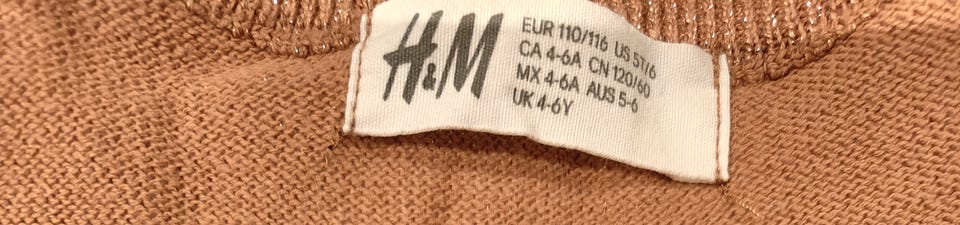 H&M
EUR 110/116 US 5T/6
CA 4-6A CN 120/60
MX 4-6A AUS 5-6
UK 4-6Y